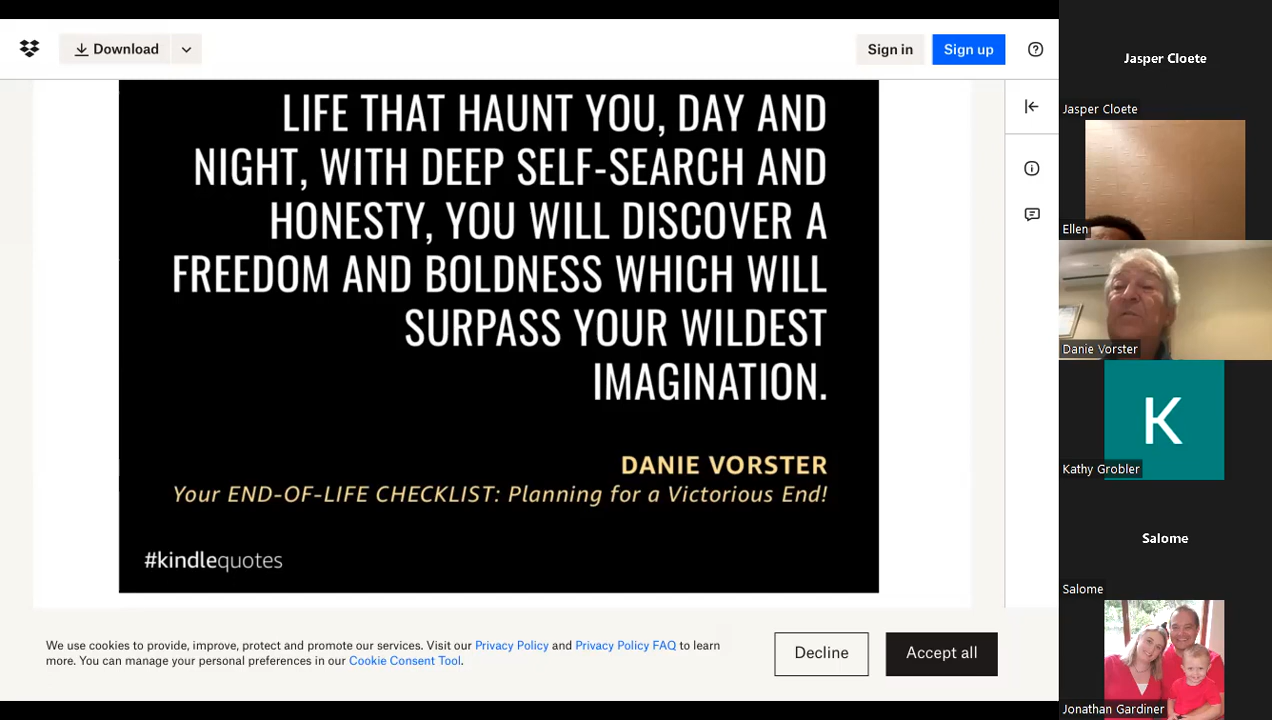 Download
Sign in
Sign up
LIFE THAT HAUNT YOU, DAY AND
NIGHT, WITH DEEP SELF-SEARCH AND
HONESTY, YOU WILL DISCOVER A
FREEDOM AND BOLDNESS WHICH WILL
SURPASS YOUR WILDEST
IMAGINATION.
DANIE VORSTER
Your END-OF-LIFE CHECKLIST: Planning for a Victorious End!
#kindlequotes
We use cookies to provide, improve, protect and promote our services. Visit our Privacy Policy and Privacy Policy FAQ to learn
more. You can manage your personal preferences in our Cookie Consent Tool.
Decline
Accept all
Jasper Cloete
Jasper Cloete
Ellen
Danie Vorster
K
Kathy Grobler
Salome
Salome
Jonathan Gardiner